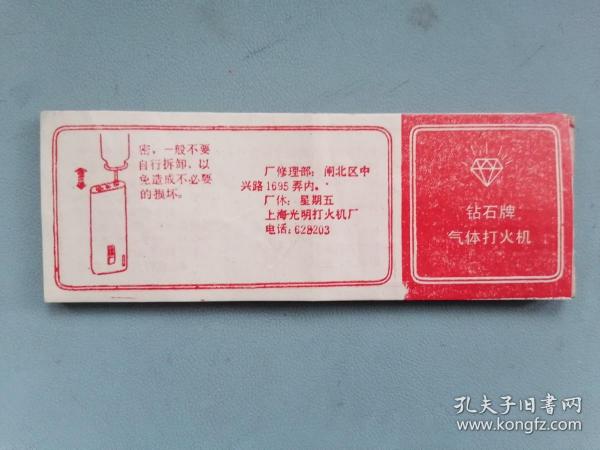 密，一般不要
自行拆卸，以
免造成不必要
的损坏。
厂修理部：闸北区中
兴路1695弄内。
厂休：星期五
上海光明打火机厂
电话：628203
钻石牌
气体打火机
孔夫子旧书网
www.kongfz.com